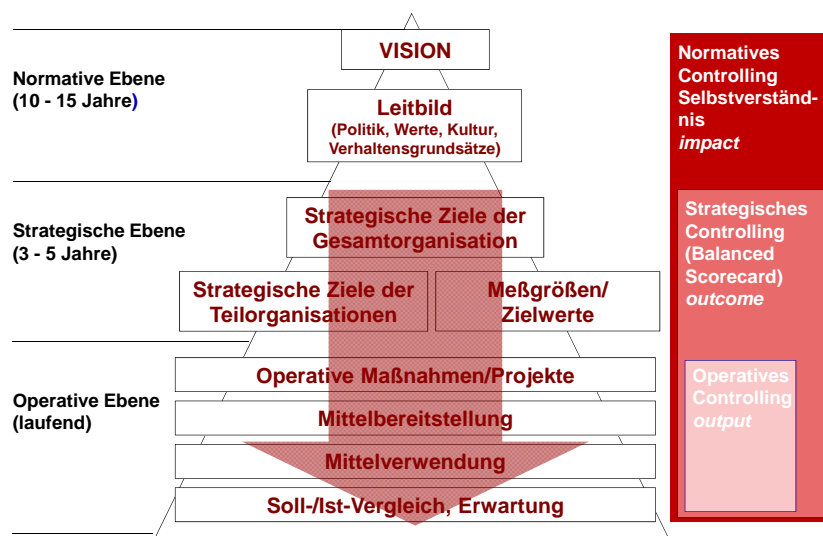 VISION
Normative Ebene
(10 - 15 Jahre)
Leitbild
(Politik, Werte, Kultur,
Verhaltensgrundsätze)
Normatives
Controlling
Selbstverständ-
nis
impact
Strategische Ebene
(3 - 5 Jahre)
Strategische Ziele der
Gesamtorganisation
Strategische Ziele der
Teilorganisationen
Meßgrößen/
Zielwerte
Strategisches
Controlling
(Balanced
Scorecard)
outcome
Operative Ebene
(laufend)
Operative Maßnahmen/Projekte
Mittelbereitstellung
Mittelverwendung
Soll-/Ist-Vergleich, Erwartung
Operatives
Controlling
output